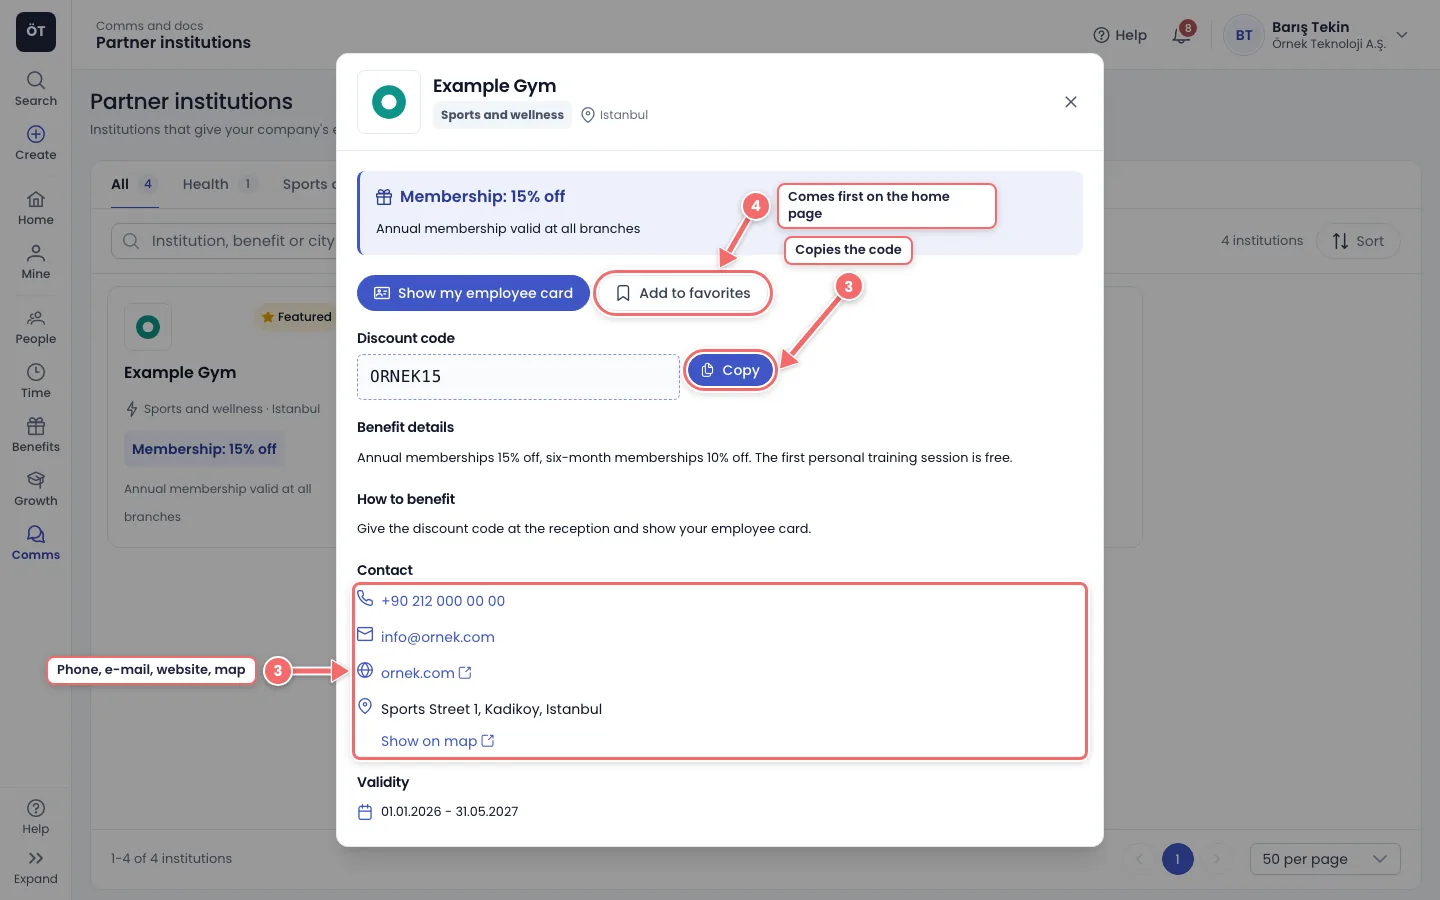 ÖT
Search
Create
Home
Mine
People
Time
Benefits
Growth
Comms
Help
Expand
Comms and docs
Partner institutions
Help
8
BT
Barış Tekin
Örnek Teknoloji A.Ş.
Partner institutions
Institutions that give your company's e
All 4
Health 1
Sports
Institution, benefit or city
4 institutions
Sort
Featured
Example Gym
Sports and wellness · Istanbul
Membership: 15% off
Annual membership valid at all
branches
1-4 of 4 institutions
1
50 per page
Example Gym
Sports and wellness
Istanbul
Membership: 15% off
Annual membership valid at all branches
4
Comes first on the home
page
Copies the code
3
Show my employee card
Add to favorites
Discount code
ORNEK15
Copy
Benefit details
Annual memberships 15% off, six-month memberships 10% off. The first personal training session is free.
How to benefit
Give the discount code at the reception and show your employee card.
Contact
+90 212 000 00 00
info@ornek.com
ornek.com
Sports Street 1, Kadikoy, Istanbul
Show on map
Phone, e-mail, website, map
3
Validity
01.01.2026 - 31.05.2027